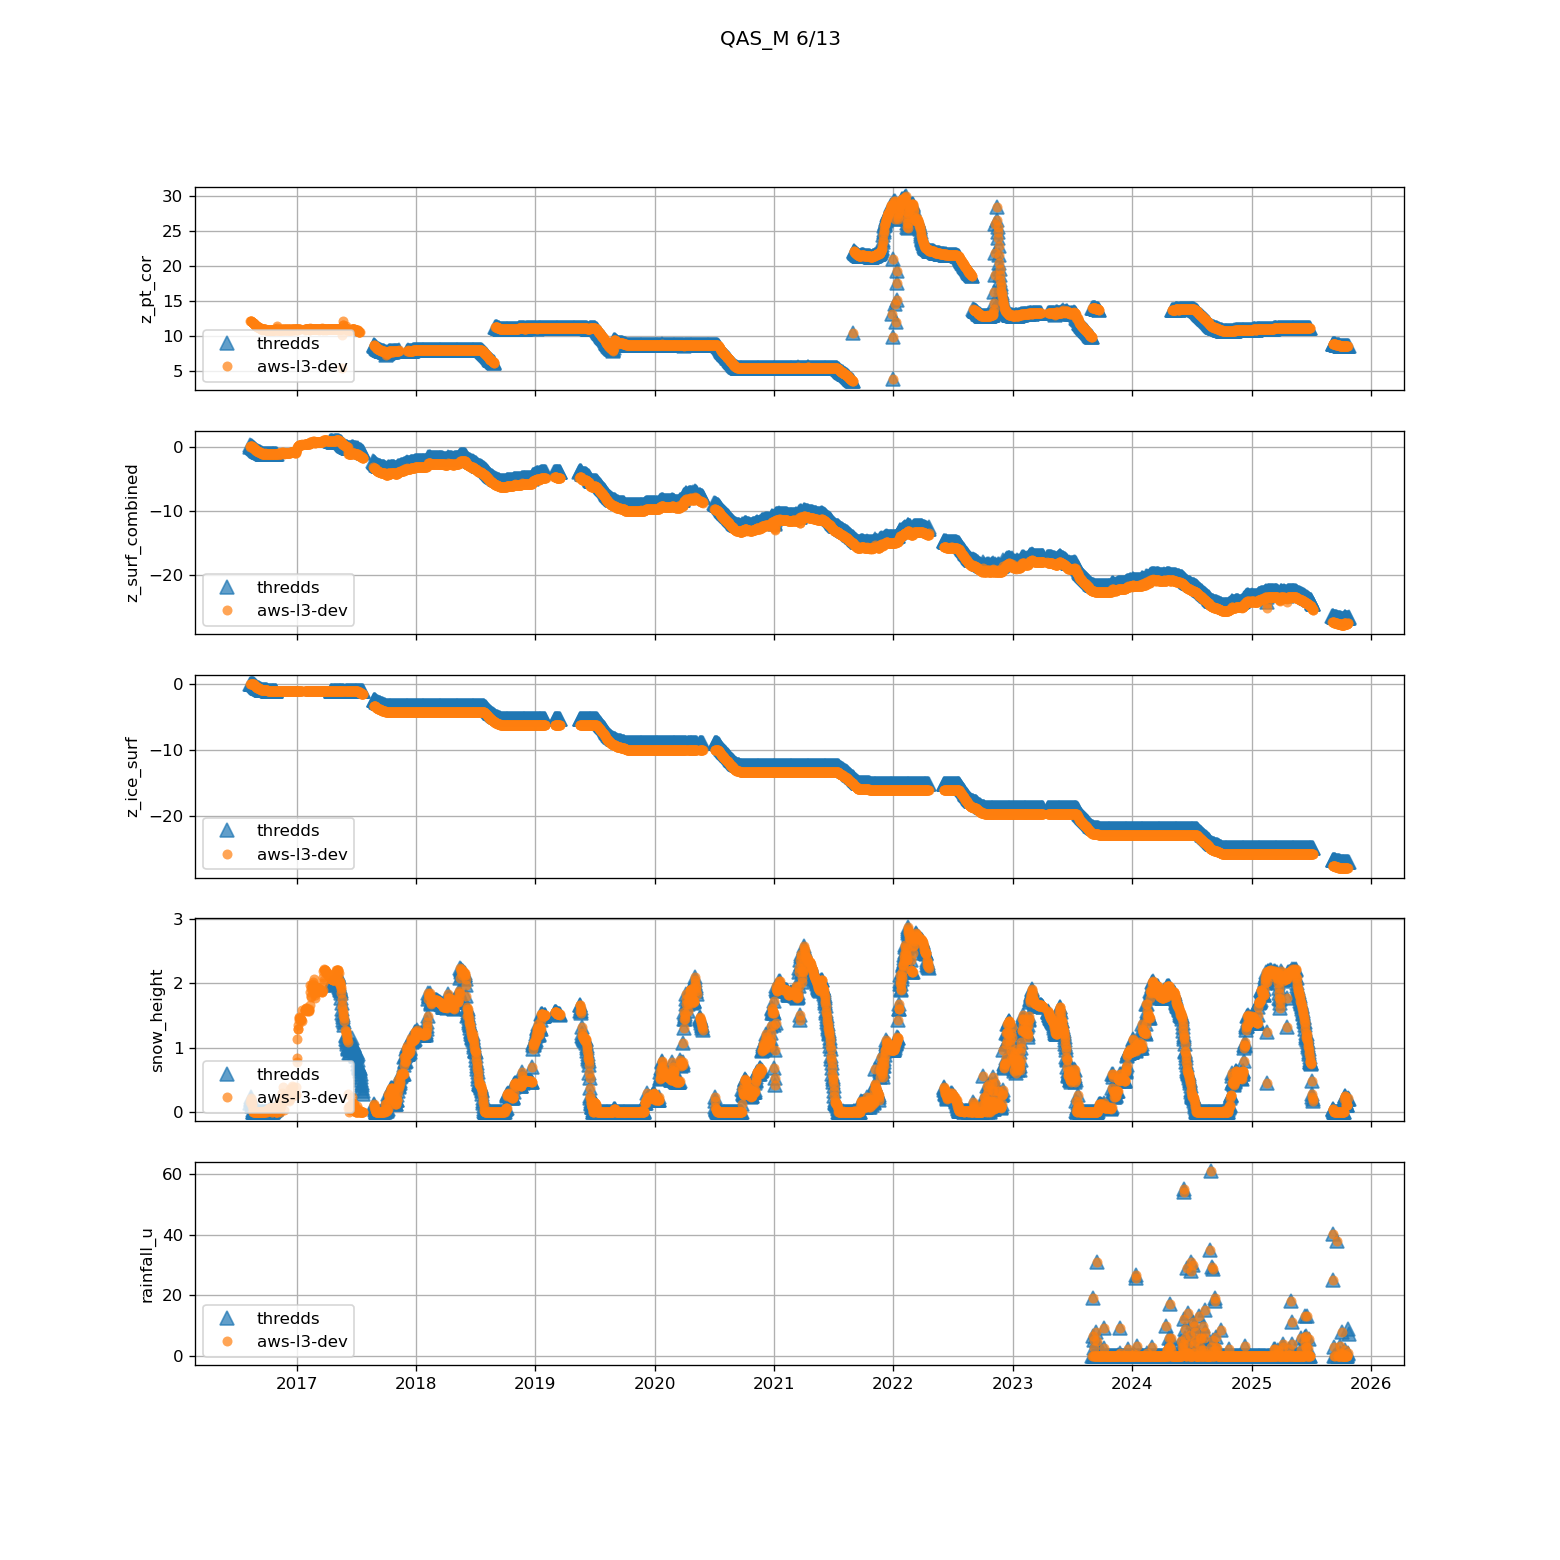 QAS_M 6/13
z_pt_cor
30
25
20
15
10
5
thredds
aws-l3-dev
z_surf_combined
0
−10
−20
thredds
aws-l3-dev
z_ice_surf
0
−10
−20
thredds
aws-l3-dev
snow_height
3
2
1
0
thredds
aws-l3-dev
rainfall_u
60
40
20
0
thredds
aws-l3-dev
2017 2018 2019 2020 2021 2022 2023 2024 2025 2026